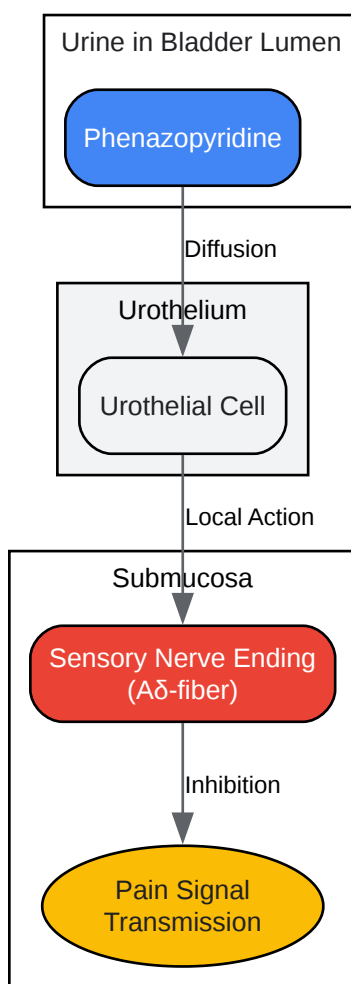 Urine in Bladder Lumen
Phenazopyridine
Diffusion
Urothelium
Urothelial Cell
Local Action
Submucosa
Sensory Nerve Ending
(Aδ-fiber)
Inhibition
Pain Signal
Transmission